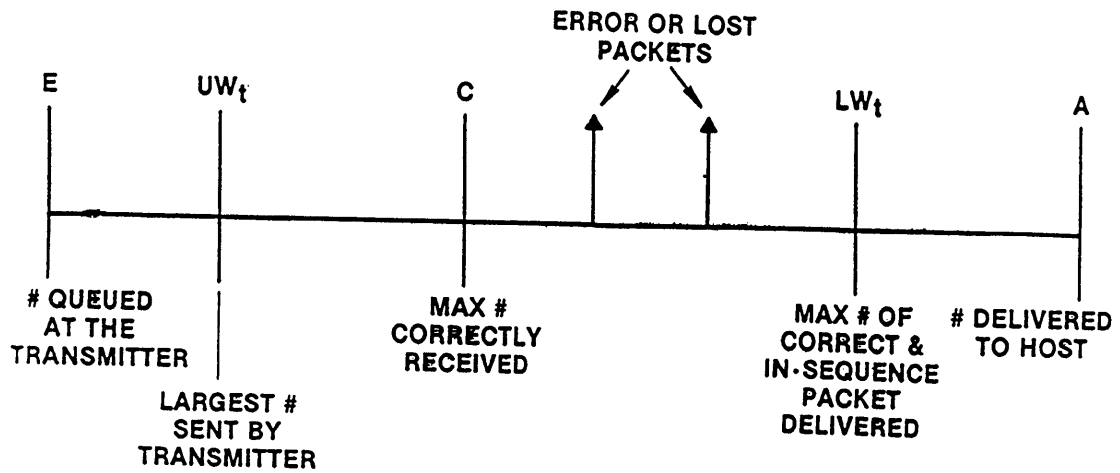 ERROR OR LOST
PACKETS
E
UWt
C
LWt
A
# QUEUED
AT THE
TRANSMITTER
LARGEST #
SENT BY
TRANSMITTER
MAX #
CORRECTLY
RECEIVED
MAX # OF
CORRECT &
IN-SEQUENCE
PACKET
DELIVERED
# DELIVERED
TO HOST